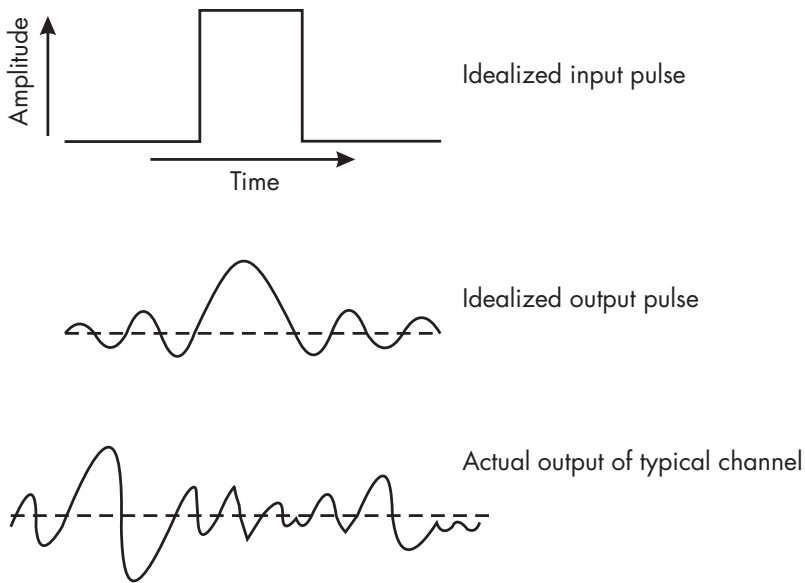 Amplitude
Idealized input pulse
Time
Idealized output pulse
Actual output of typical channel